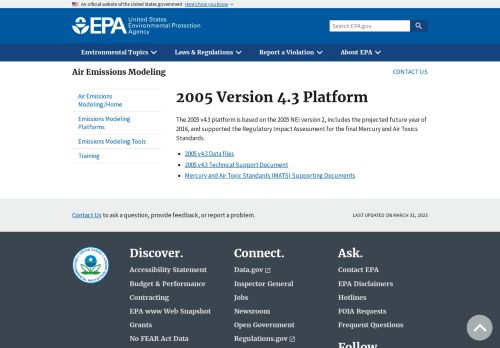 An official website of the United States government Here's how you know
EPA United States
Environmental Protection
Agency
Search EPA.gov
Environmental Topics Laws & Regulations Report a Violation About EPA
Air Emissions Modeling
CONTACT US
Air Emissions
Modeling/Home
Emissions Modeling
Platforms
Emissions Modeling Tools
Training
2005 Version 4.3 Platform
The 2005 v4.3 platform is based on the 2005 NEI version 2, includes the projected future year of
2016, and supported the Regulatory Impact Assessment for the final Mercury and Air Toxics
Standards.
2005 v4.3 Data files
2005 v4.3 Technical Support Document
Mercury and Air Toxic Standards (MATS) Supporting Documents
Contact Us to ask a question, provide feedback, or report a problem.
LAST UPDATED ON MARCH 31, 2023
Discover.
Accessibility Statement
Budget & Performance
Contracting
EPA www Web Snapshot
Grants
No FEAR Act Data
Connect.
Data.gov
Inspector General
Jobs
Newsroom
Open Government
Regulations.gov
Ask.
Contact EPA
EPA Disclaimers
Hotlines
FOIA Requests
Frequent Questions
Follow.